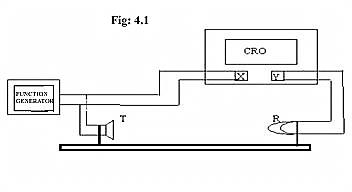 Fig: 4.1
CRO
X Y
FUNCTION
GENERATOR
T
R